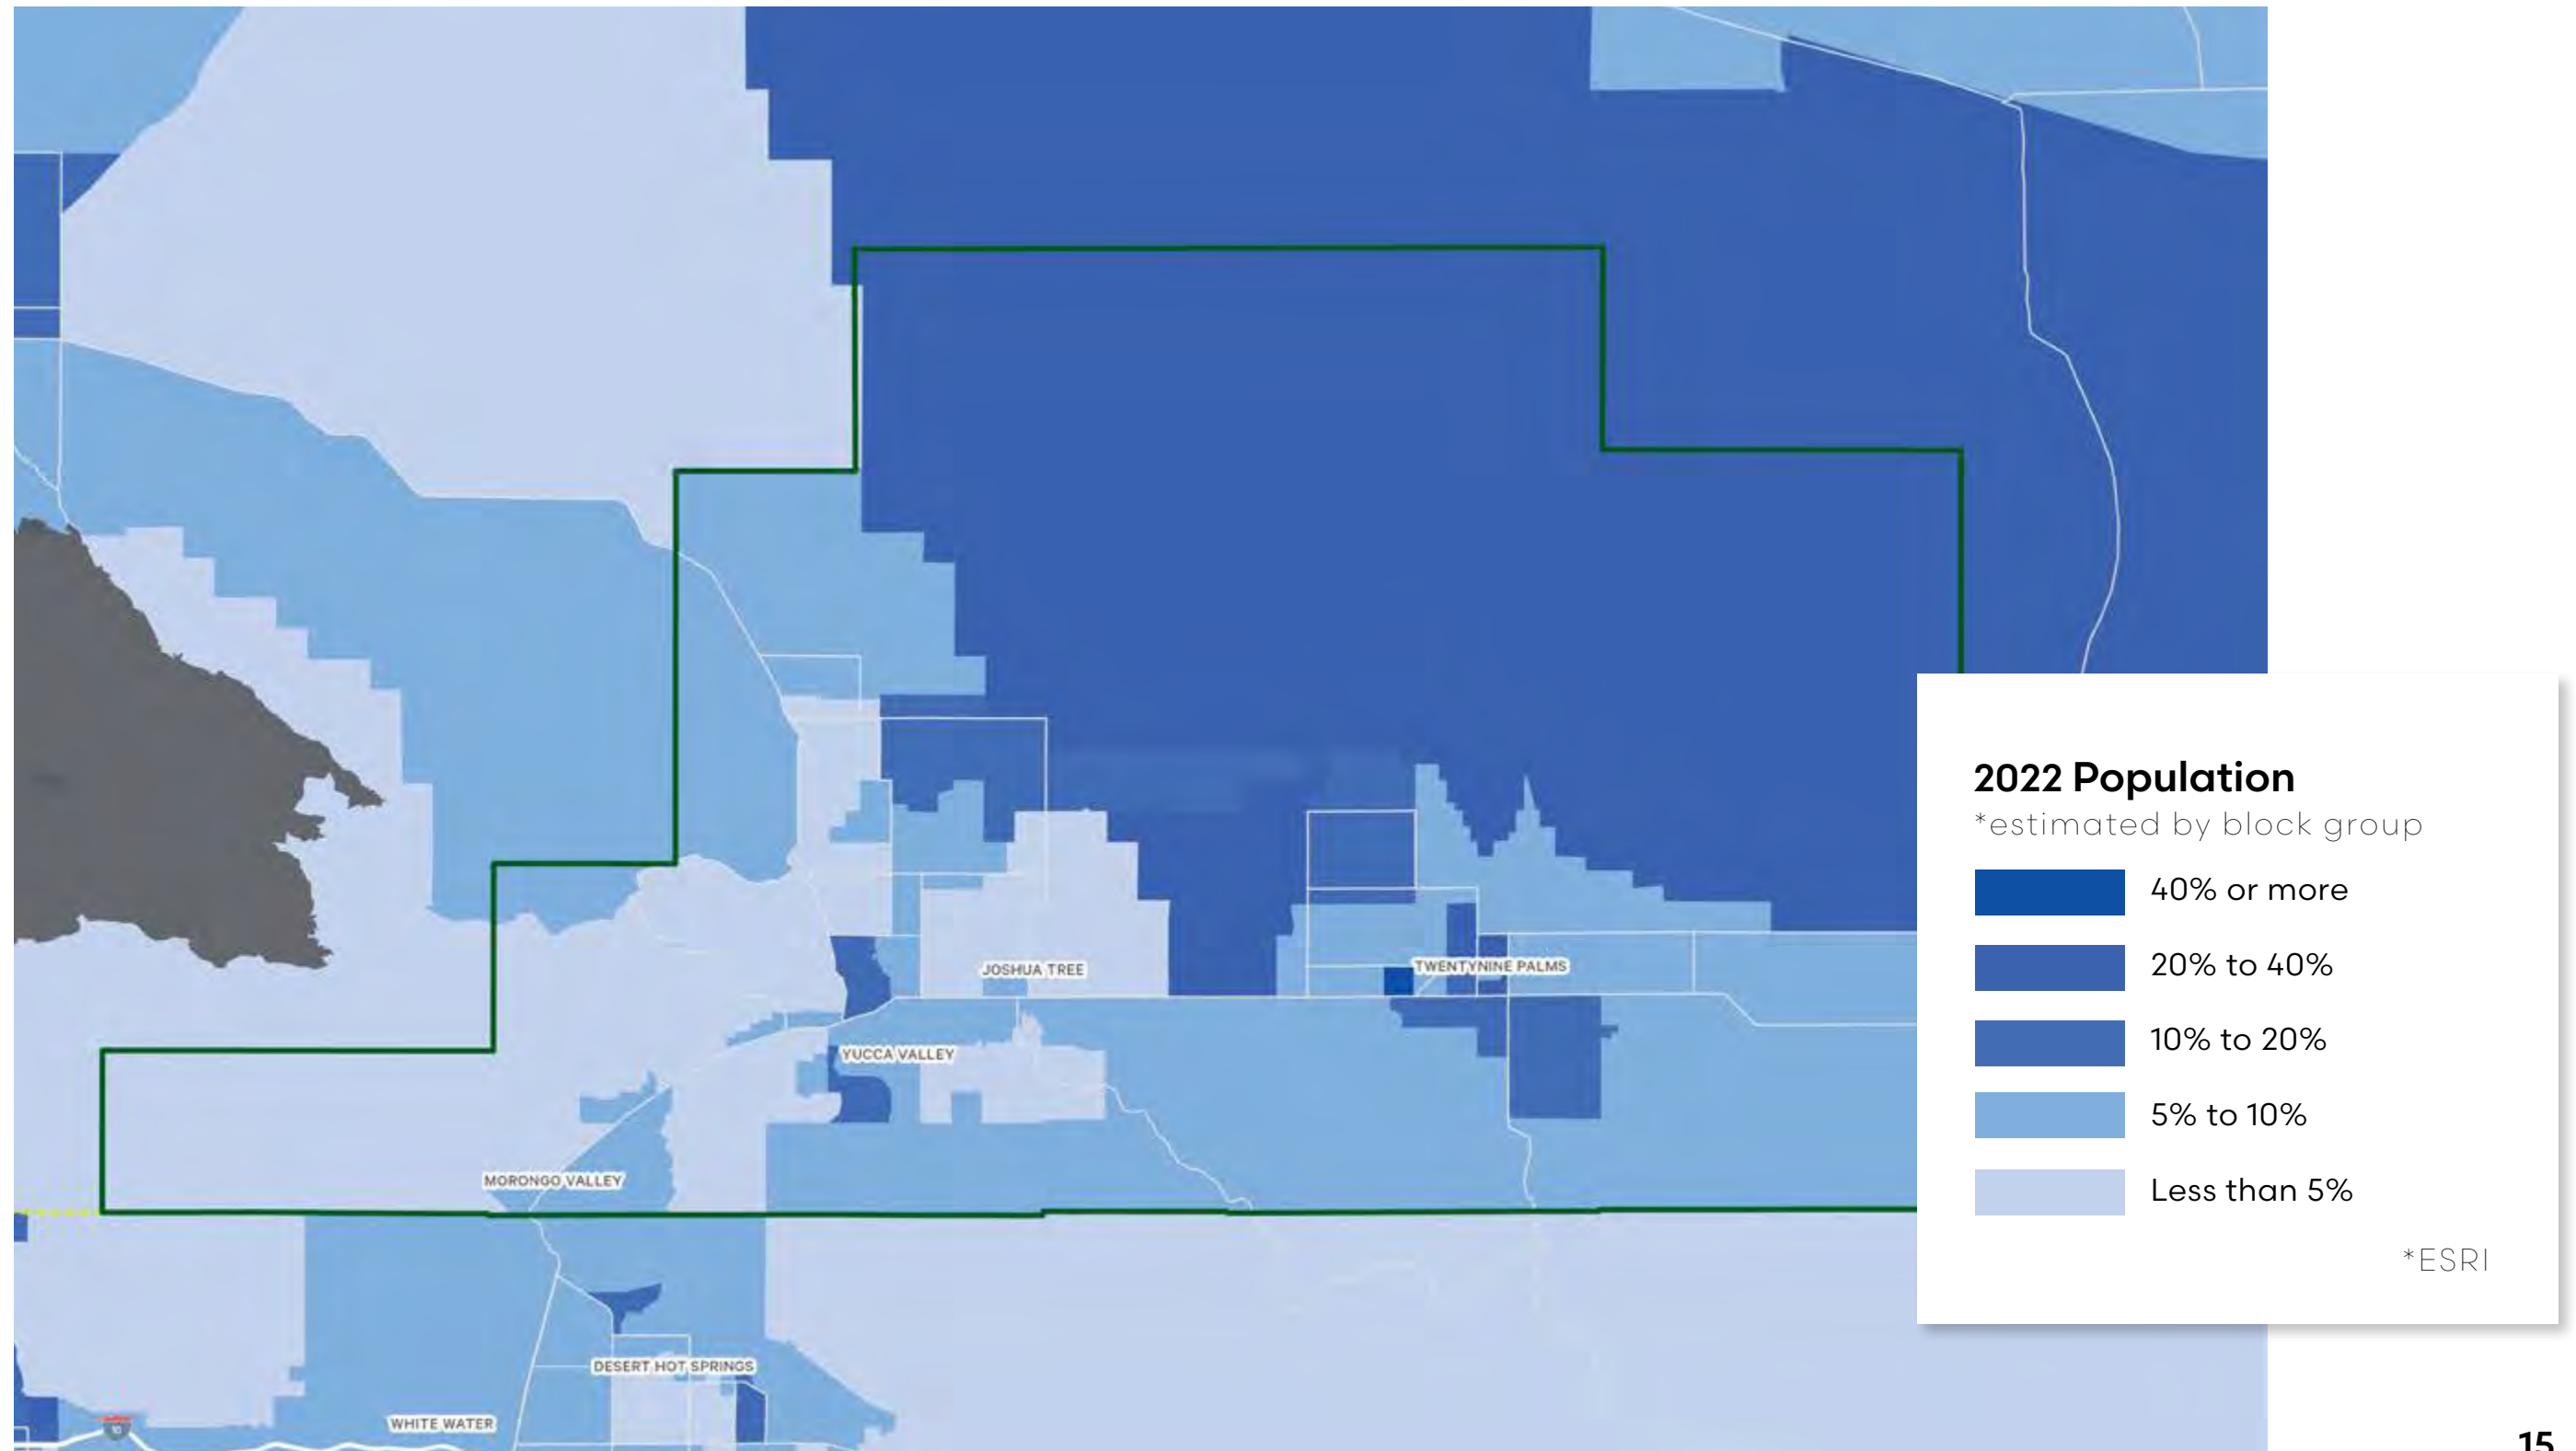 JOSHUA TREE
TWENTYNINE PALMS
YUCCA VALLEY
MORONGO VALLEY
DESERT HOT SPRINGS
WHITE WATER
10
2022 Population
*estimated by block group
40% or more
20% to 40%
10% to 20%
5% to 10%
Less than 5%
*ESRI
15